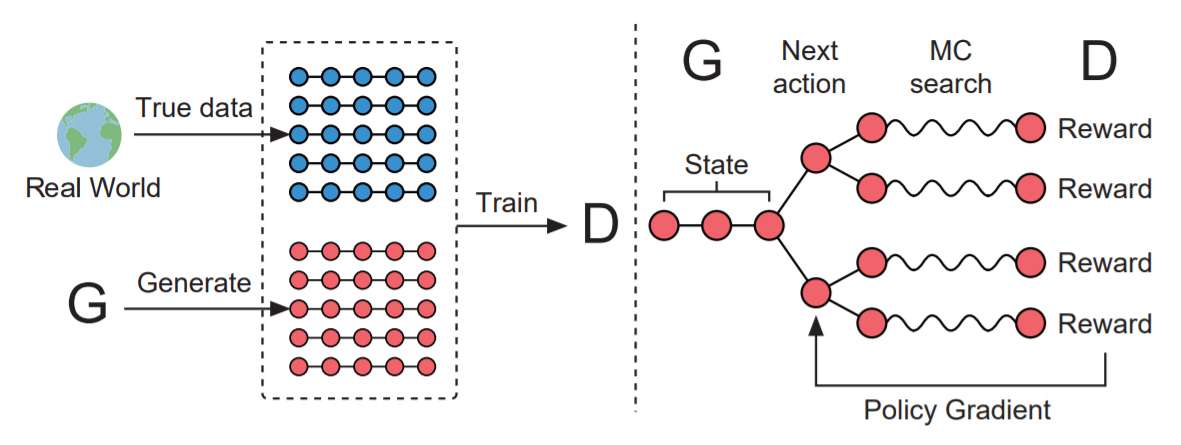 True data
Real World
G
Generate
Train
D
G
Next
action
MC
search
D
State
Reward
Reward
Reward
Reward
Policy Gradient